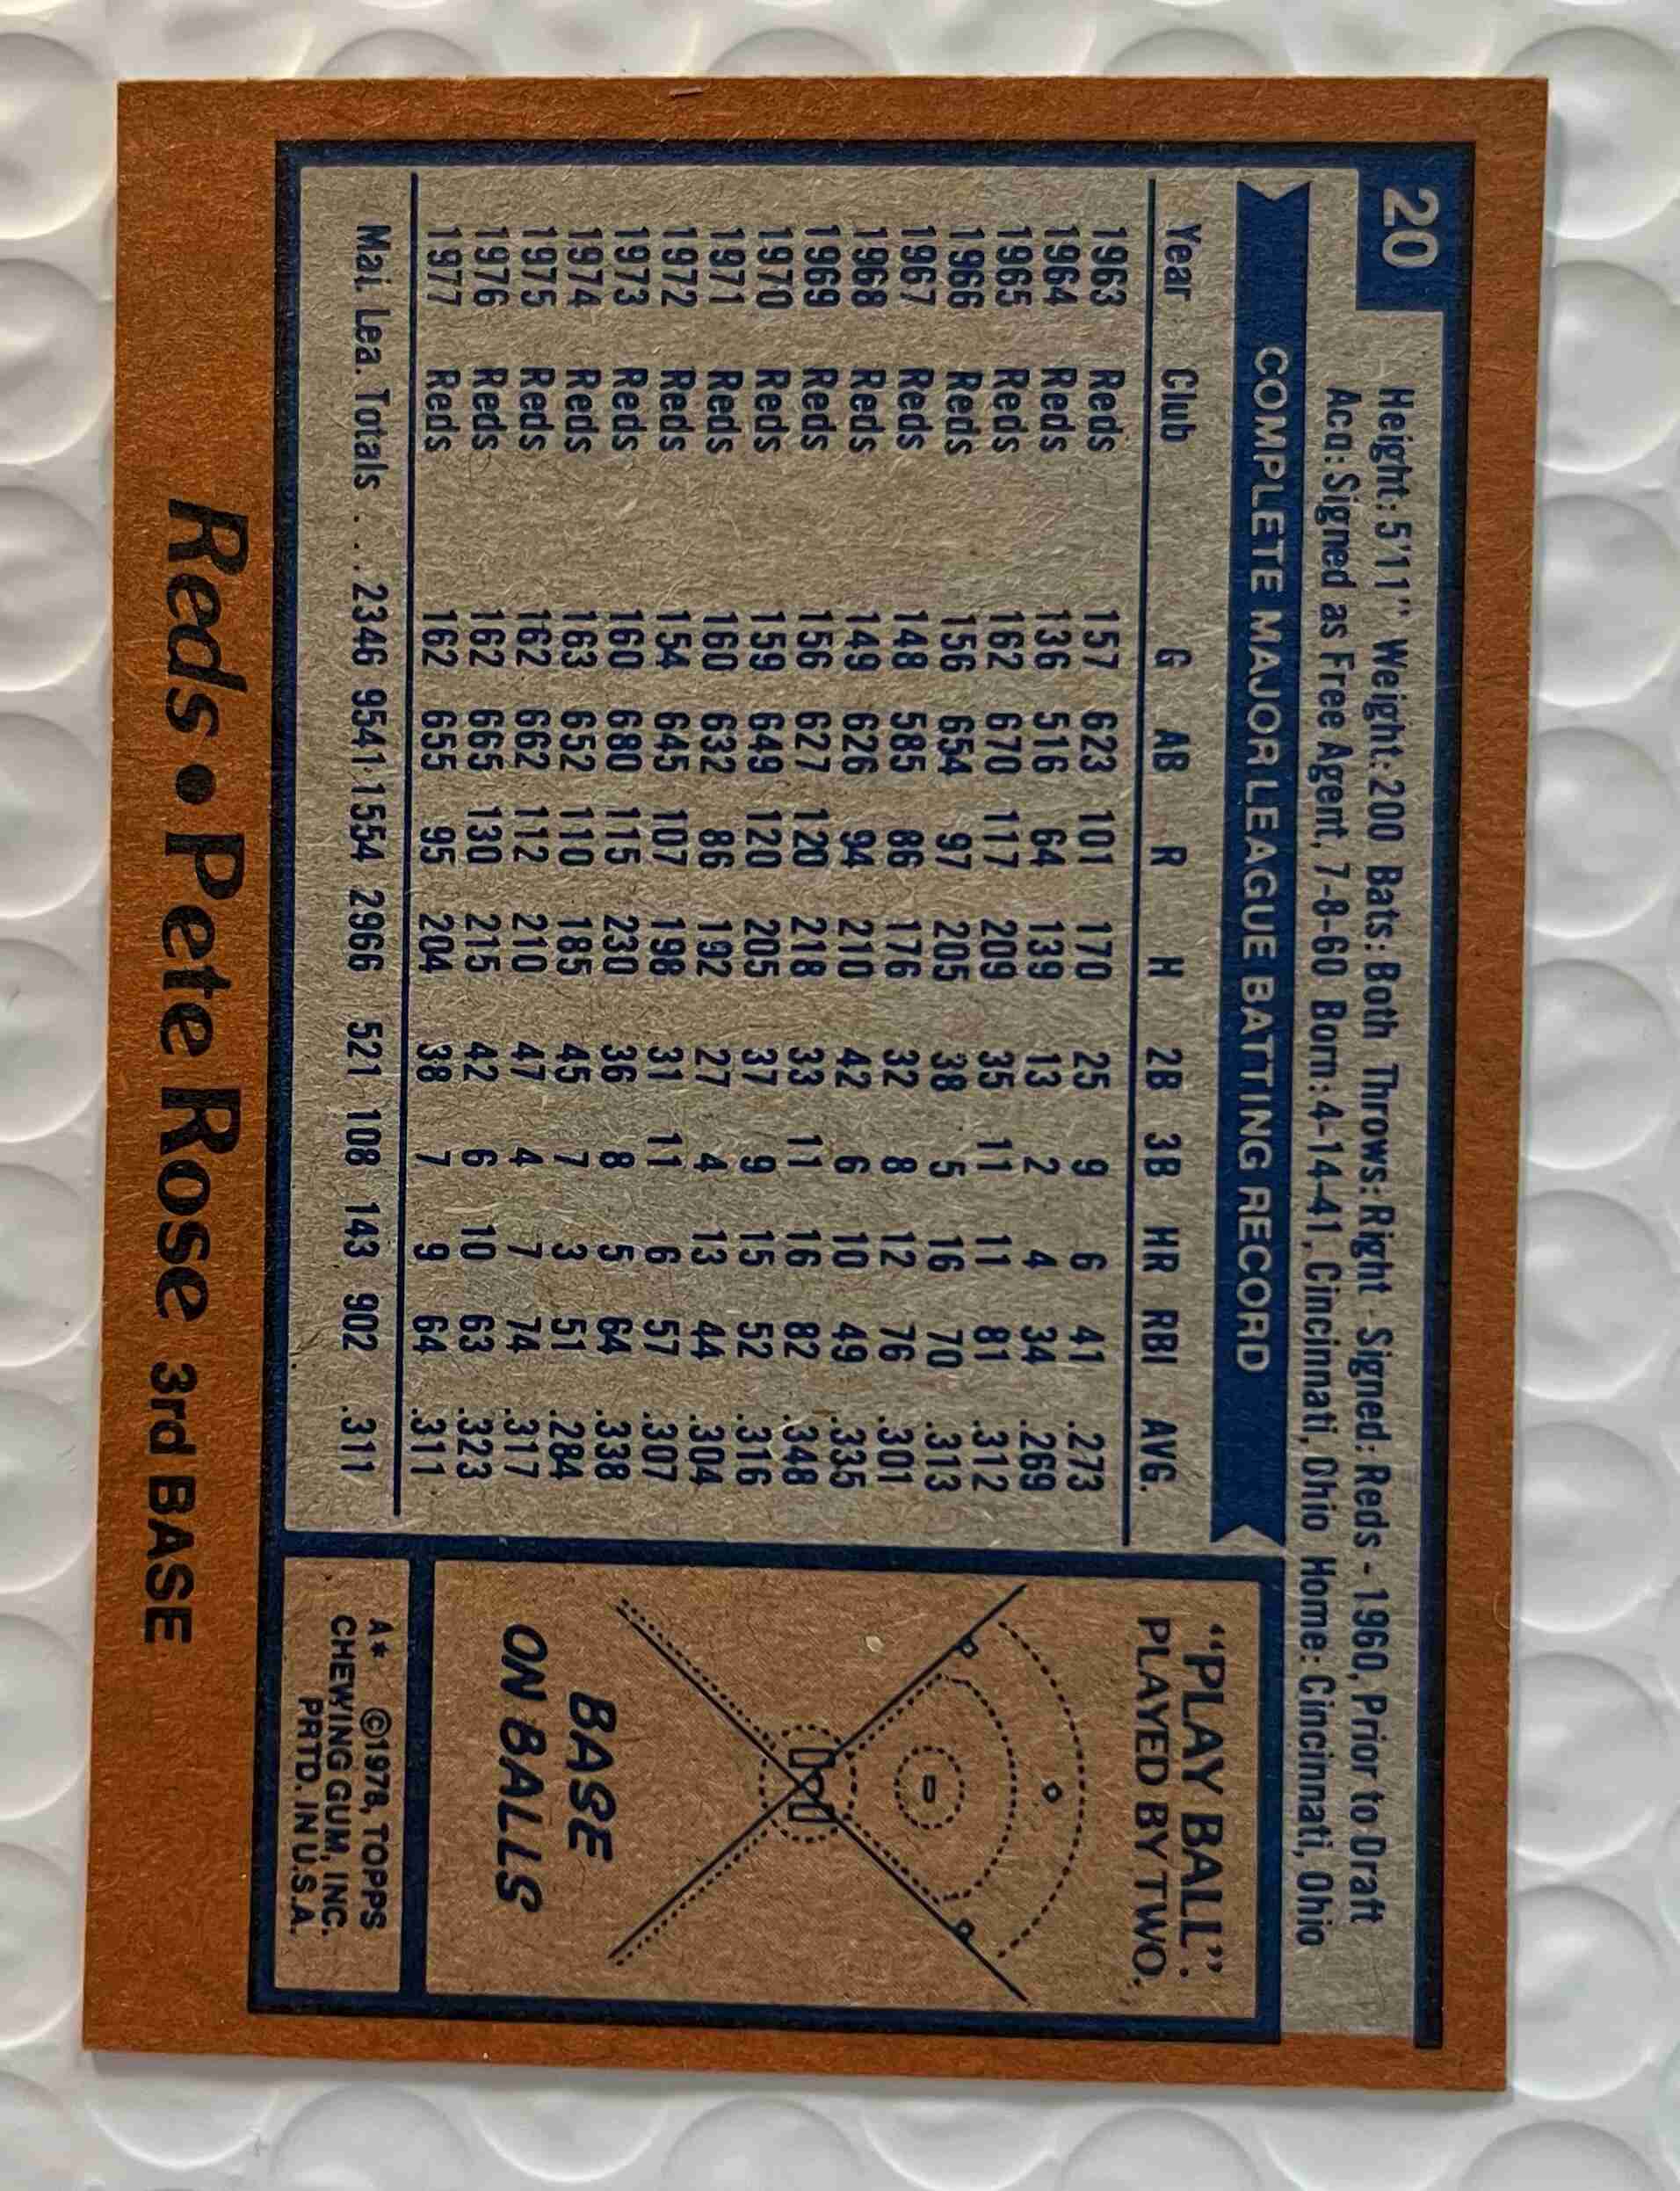 20
Height: 5'11" Weight: 200 Bats: Both Throws: Right - Signed: Reds - 1960, Prior to Draft
Acq: Signed as Free Agent, 7-8-60 Born: 4-14-41, Cincinnati, Ohio Home: Cincinnati, Ohio
COMPLETE MAJOR LEAGUE BATTING RECORD
Year Club G AB R H 2B 3B HR RBI AVG.
1963 Reds 157 623 101 170 25 9 6 41 .273
1964 Reds 136 516 64 139 13 2 4 34 .269
1965 Reds 162 670 117 209 35 11 11 81 .312
1966 Reds 156 654 97 205 38 5 16 70 .313
1967 Reds 148 585 86 176 32 8 12 76 .301
1968 Reds 149 626 94 210 42 6 10 49 .335
1969 Reds 156 627 120 218 33 11 16 82 .348
1970 Reds 159 649 120 205 37 9 15 52 .316
1971 Reds 160 632 86 192 27 4 13 44 .304
1972 Reds 154 645 107 198 31 11 6 57 .307
1973 Reds 160 680 115 230 36 8 5 64 .338
1974 Reds 163 652 110 185 45 7 3 51 .284
1975 Reds 162 662 112 210 47 4 7 74 .317
1976 Reds 162 665 130 215 42 6 10 63 .323
1977 Reds 162 655 95 204 38 7 9 64 .311
Maj. Lea. Totals . . . 2346 9541 1554 2966 521 108 143 902 .311
"PLAY BALL":
PLAYED BY TWO.
BASE
ON BALLS
A* ©1978, TOPPS
CHEWING GUM, INC.
PRTD. IN U.S.A.
Reds • Pete Rose 3rd BASE